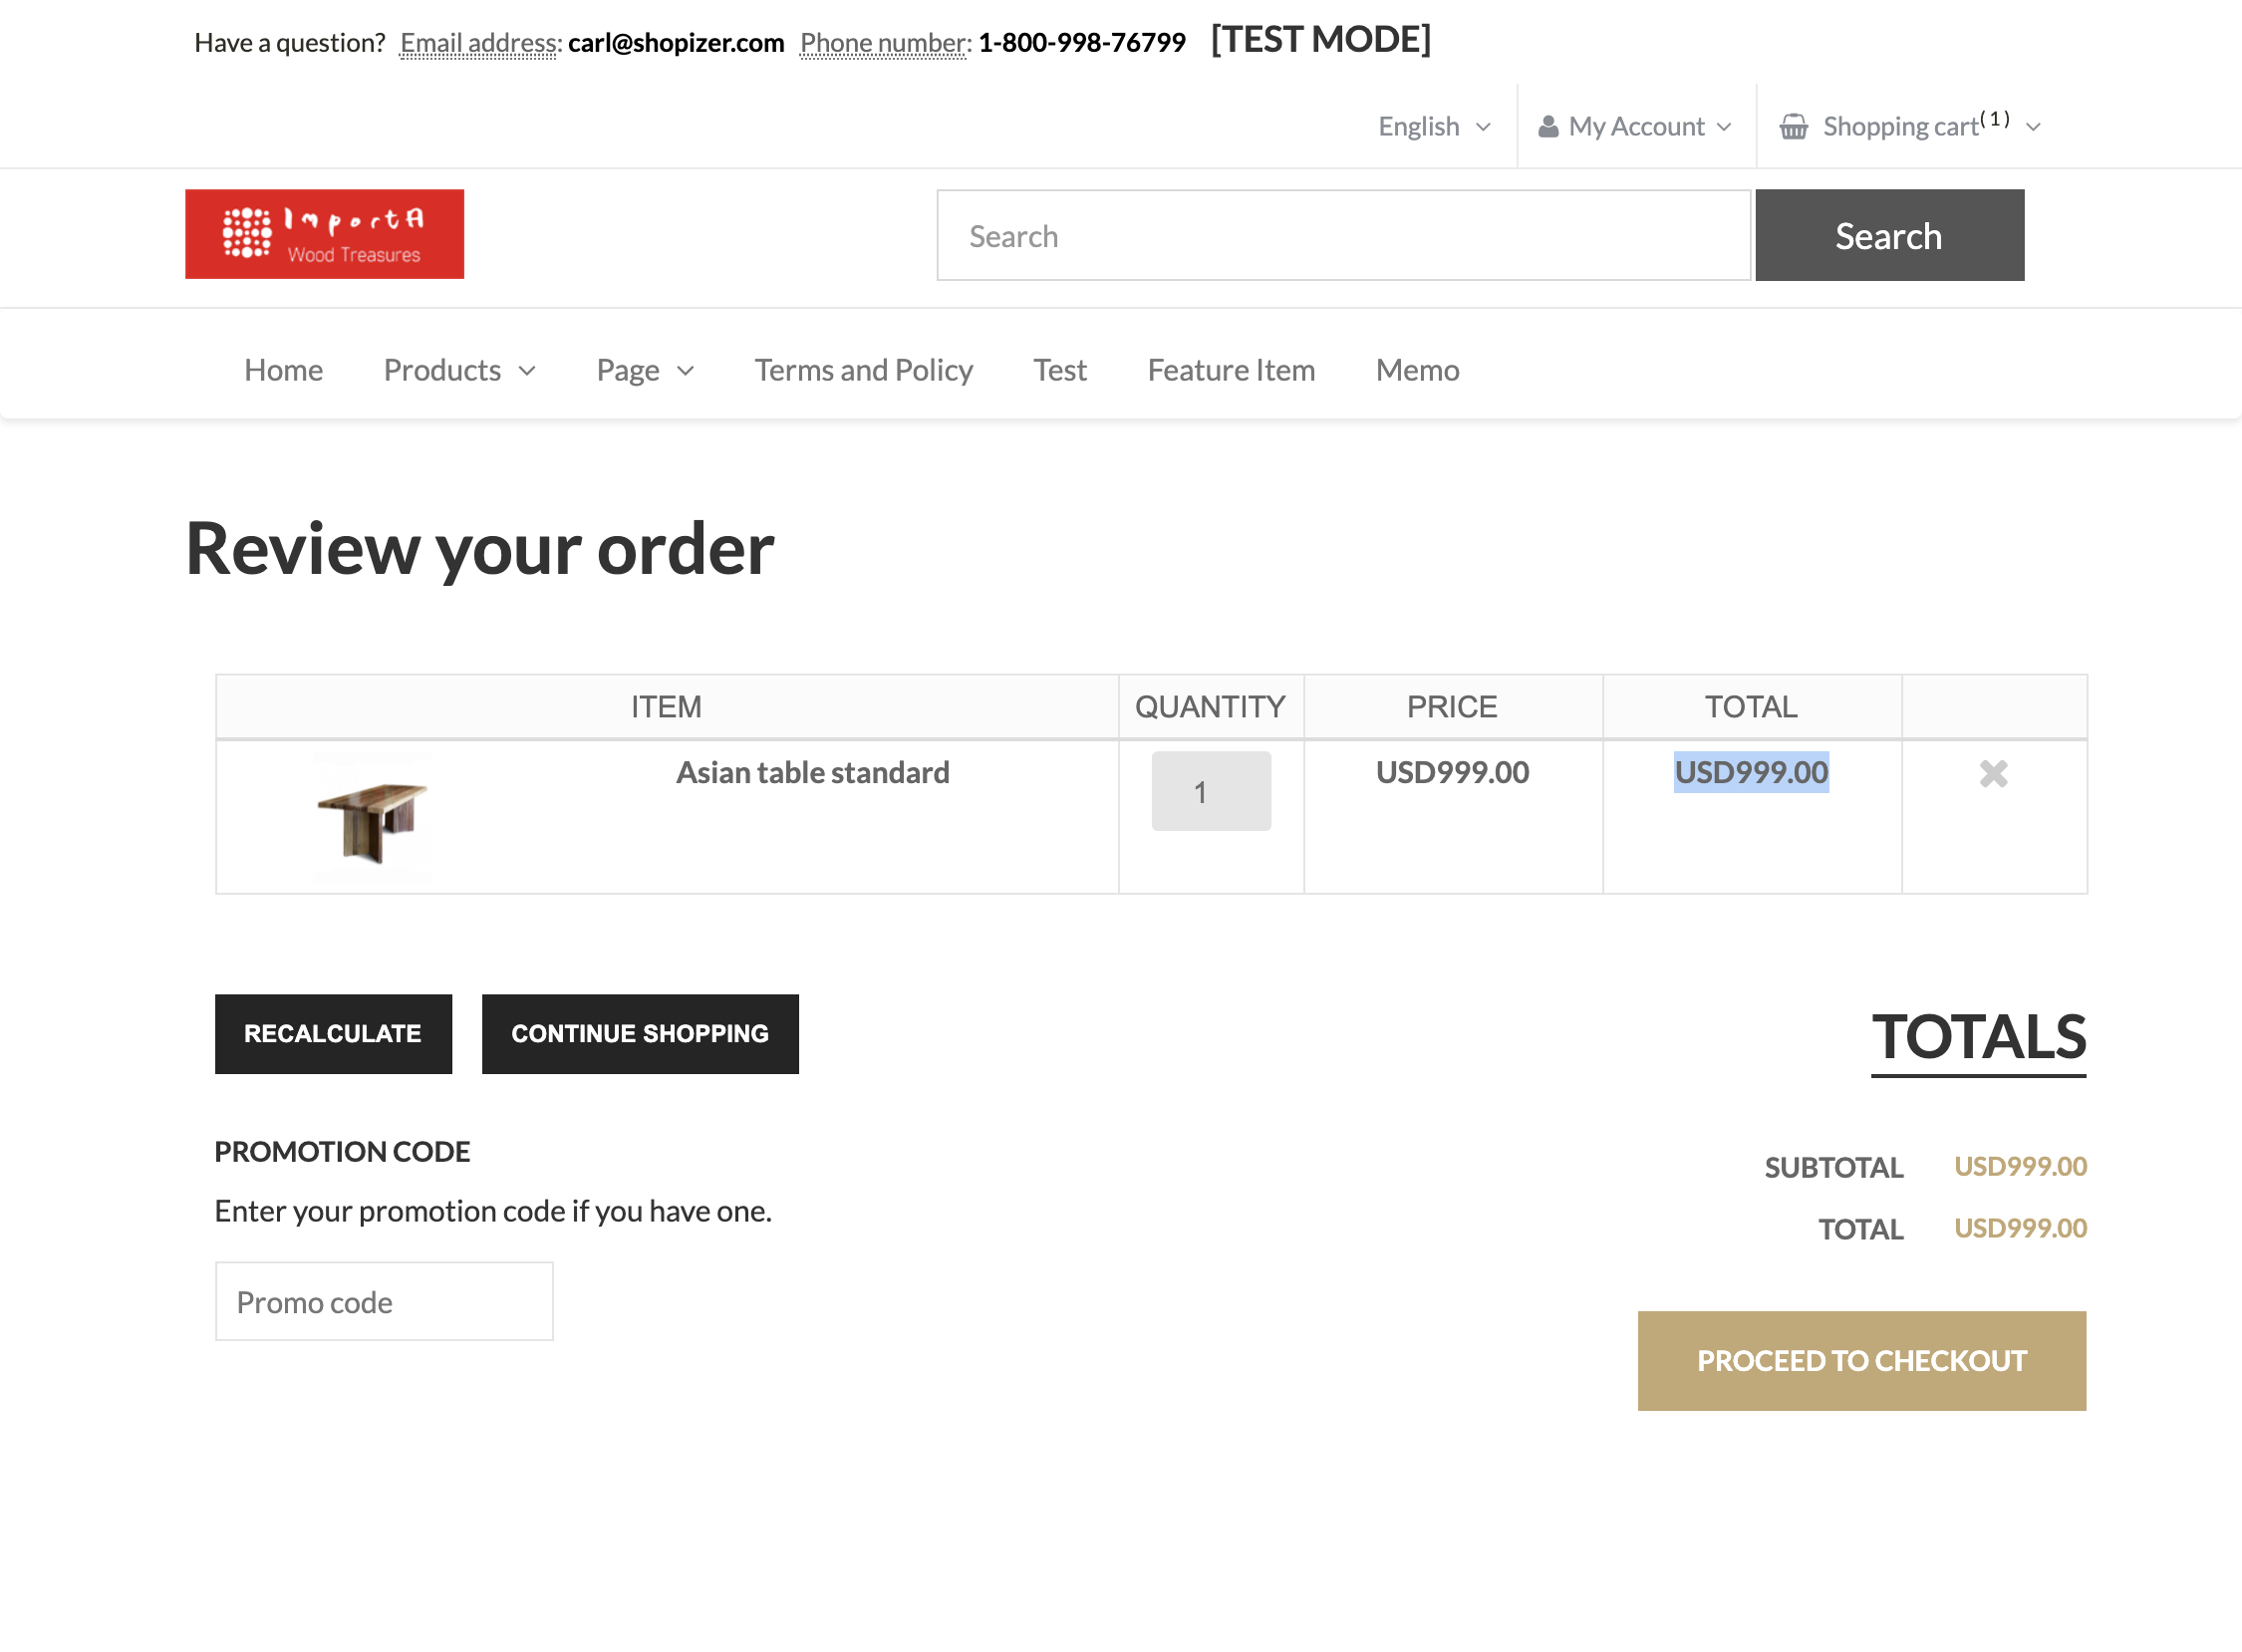 Have a question? Email address: carl@shopizer.com Phone number: 1-800-998-76799 [TEST MODE]
English My Account Shopping cart(1)
ImportA
Wood Treasures
Search Search
Home Products Page Terms and Policy Test Feature Item Memo
Review your order
ITEM QUANTITY PRICE TOTAL
Asian table standard 1 USD999.00 USD999.00
RECALCULATE CONTINUE SHOPPING
TOTALS
PROMOTION CODE
SUBTOTAL USD999.00
Enter your promotion code if you have one.
TOTAL USD999.00
Promo code
PROCEED TO CHECKOUT